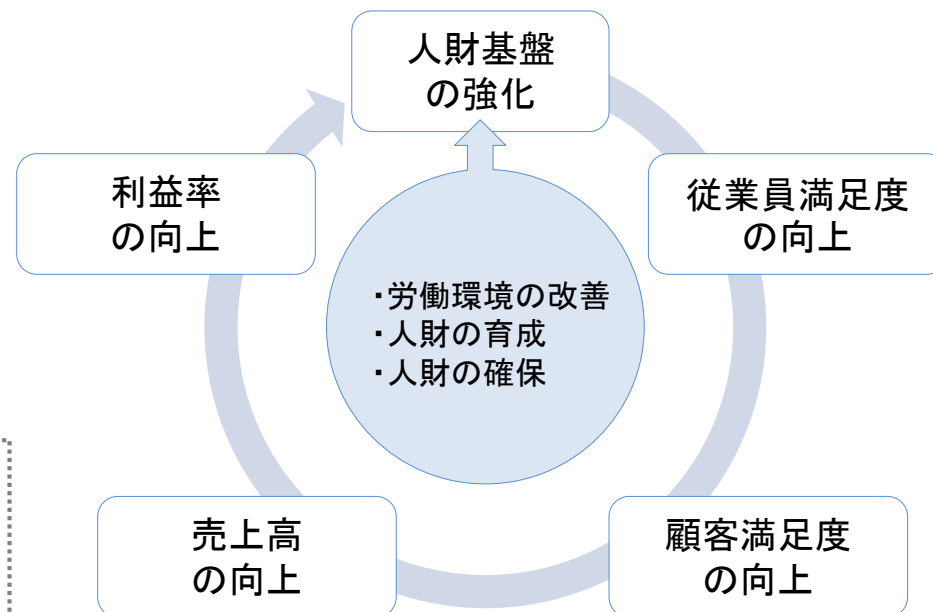 人財基盤
の強化
従業員満足度
の向上
顧客満足度
の向上
売上高
の向上
利益率
の向上
・労働環境の改善
・人財の育成
・人財の確保